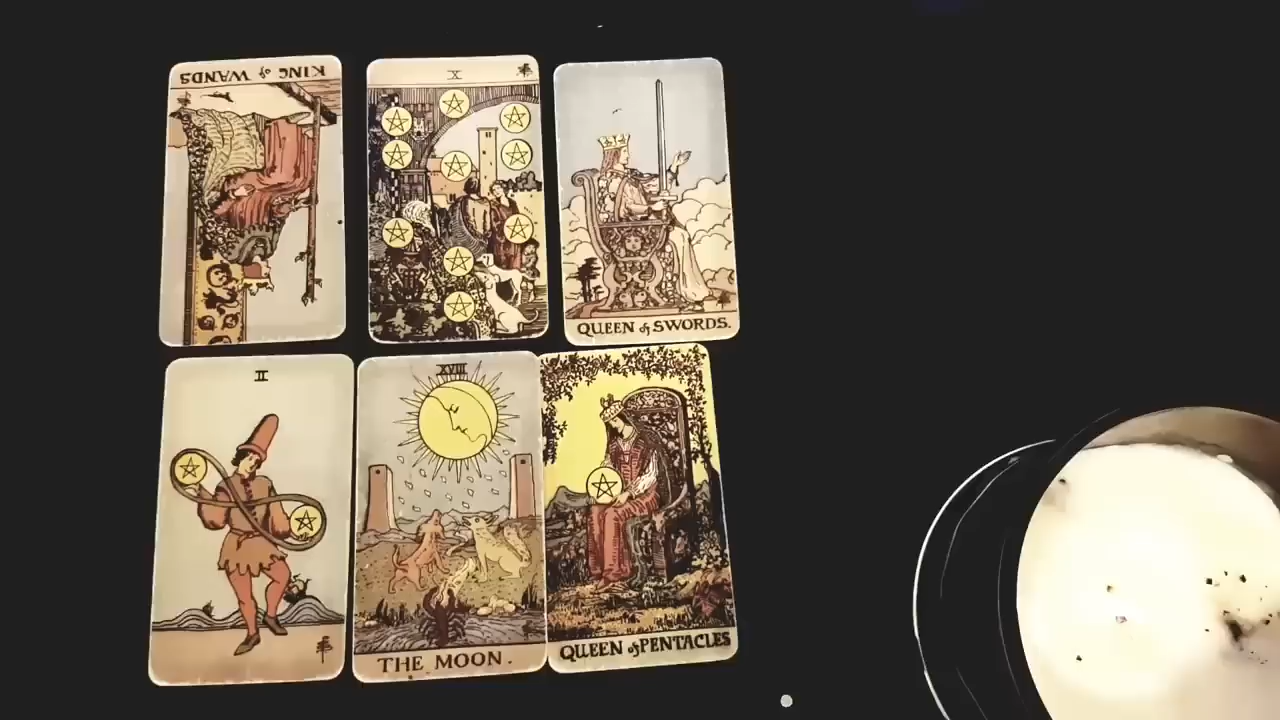 KING of WANDS
X
QUEEN of SWORDS.
II
XVIII
THE MOON.
QUEEN of PENTACLES